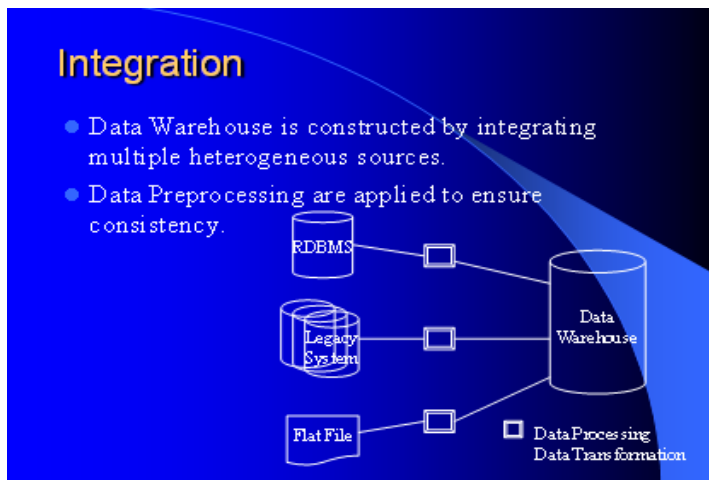 Integration
Data Warehouse is constructed by integrating
multiple heterogeneous sources.
Data Preprocessing are applied to ensure
consistency.
RDBMS
Legacy
System
Flat File
Data
Warehouse
Data Processing
Data Transformation